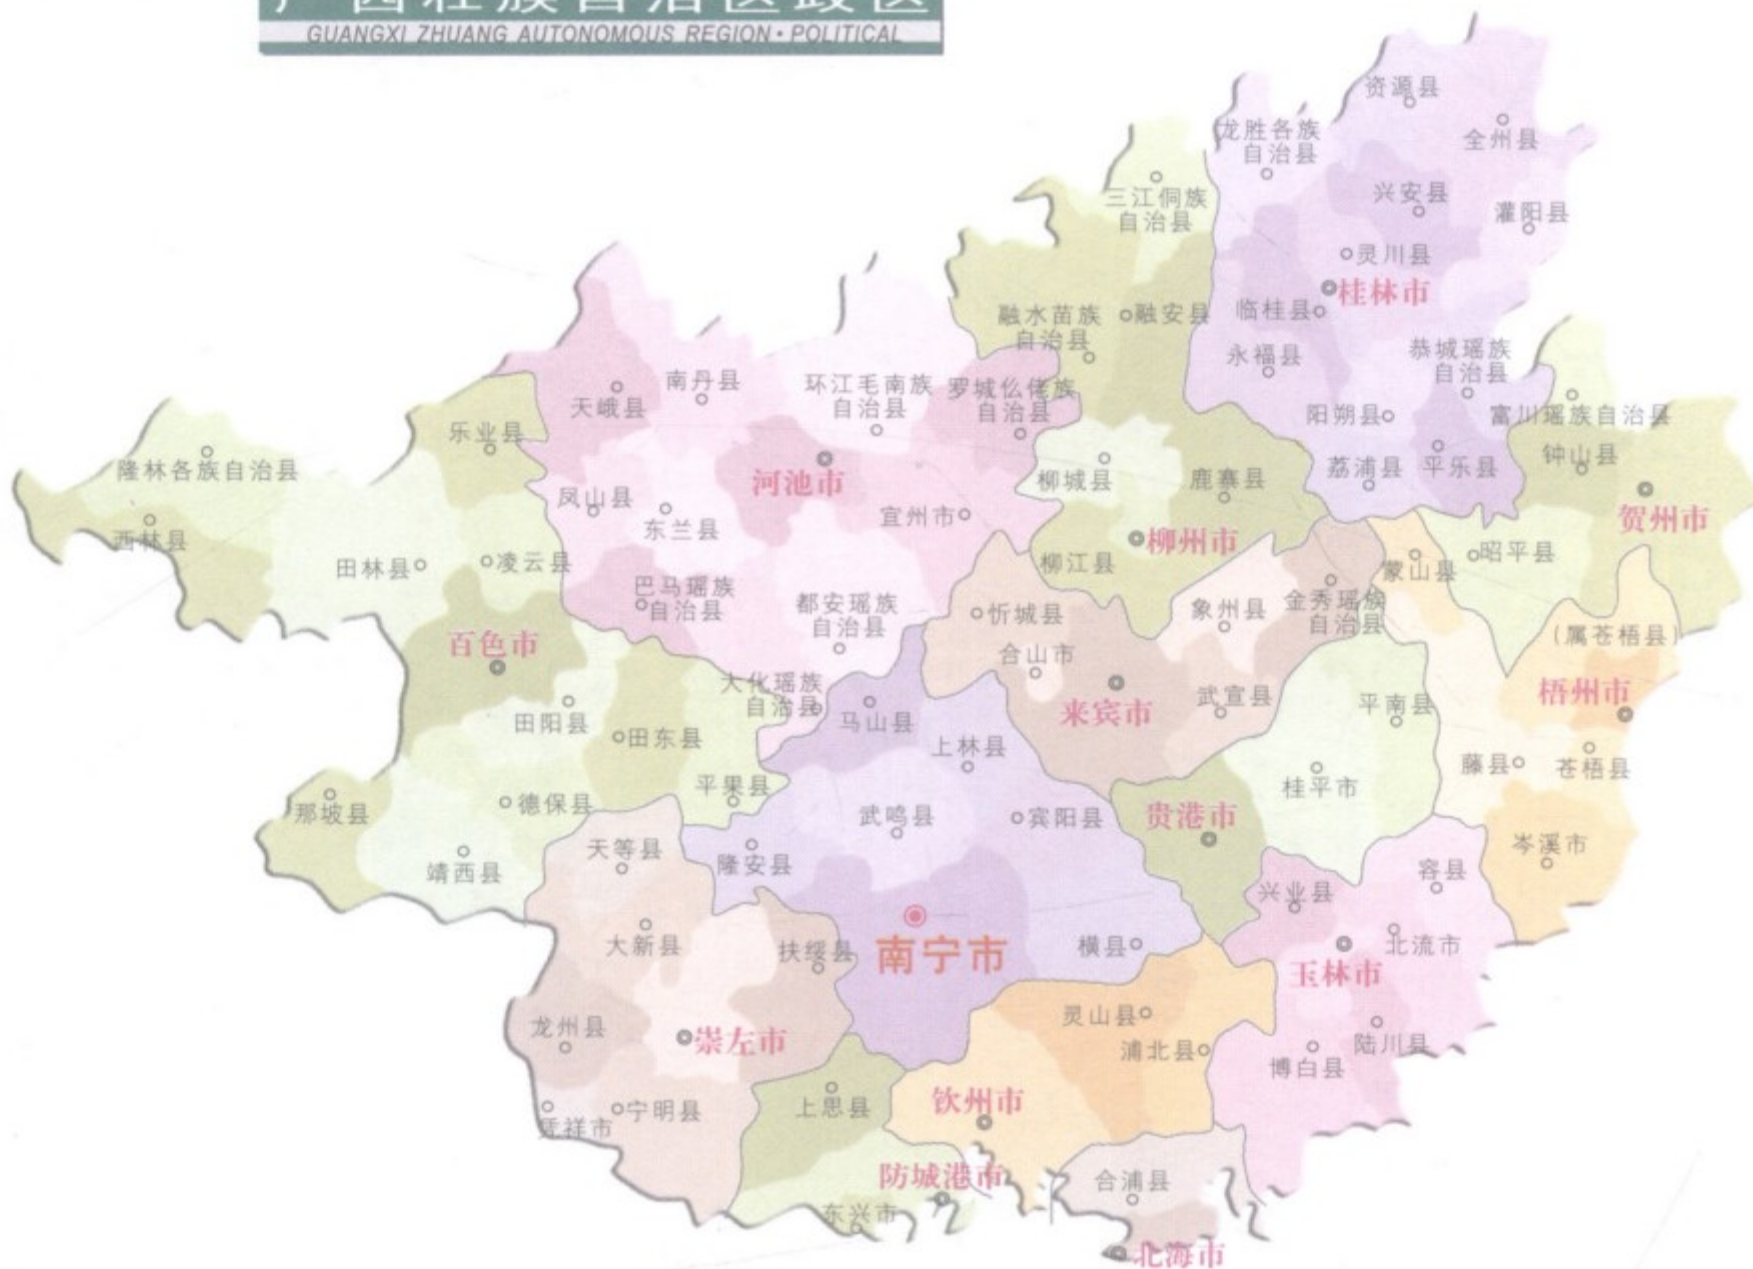 广西壮族自治区政区
GUANGXI ZHUANG AUTONOMOUS REGION·POLITICAL
资源县
全州县
龙胜各族
自治县
三江侗族
自治县
兴安县
灌阳县
灵川县
桂林市
临桂县
融水苗族
自治县
融安县
永福县
恭城瑶族
自治县
阳朔县
富川瑶族自治县
钟山县
荔浦县
平乐县
贺州市
昭平县
南丹县
天峨县
环江毛南族
自治县
罗城仫佬族
自治县
乐业县
隆林各族自治县
西林县
田林县
凌云县
凤山县
东兰县
河池市
宜州市
柳城县
鹿寨县
柳州市
柳江县
巴马瑶族
自治县
都安瑶族
自治县
忻城县
合山市
象州县
金秀瑶族
自治县
蒙山县
(属苍梧县)
梧州市
百色市
田阳县
田东县
大化瑶族
自治县
马山县
上林县
来宾市
武宣县
平南县
藤县
苍梧县
平果县
那坡县
德保县
靖西县
武鸣县
宾阳县
贵港市
桂平市
岑溪市
天等县
隆安县
兴业县
容县
大新县
扶绥县
南宁市
横县
玉林市
北流市
龙州县
崇左市
灵山县
浦北县
博白县
陆川县
凭祥市
宁明县
上思县
钦州市
防城港市
东兴市
合浦县
北海市